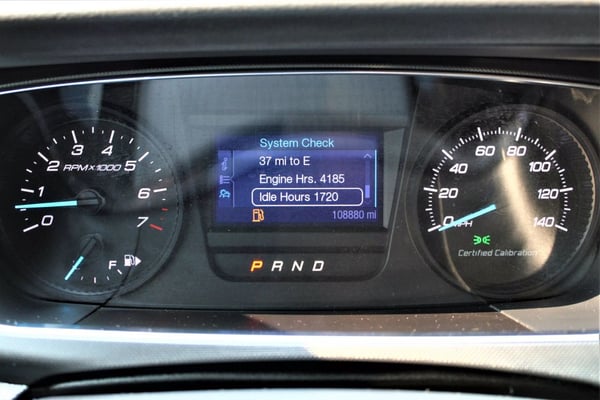 System Check
37 mi to E
Engine Hrs. 4185
Idle Hours 1720
108880 mi
P R N D
0 1 2 3 4 5 6 7
RPM×1000
F
0 20 40 60 80 100 120 140
MPH
Certified Calibration